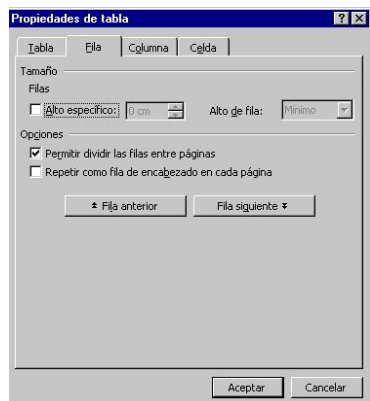 Propiedades de tabla
Tabla Fila Columna Celda
Tamaño
Filas
Alto específico: 0 cm Alto de fila: Mínimo
Opciones
Permitir dividir las filas entre páginas
Repetir como fila de encabezado en cada página
Fila anterior Fila siguiente
Aceptar Cancelar